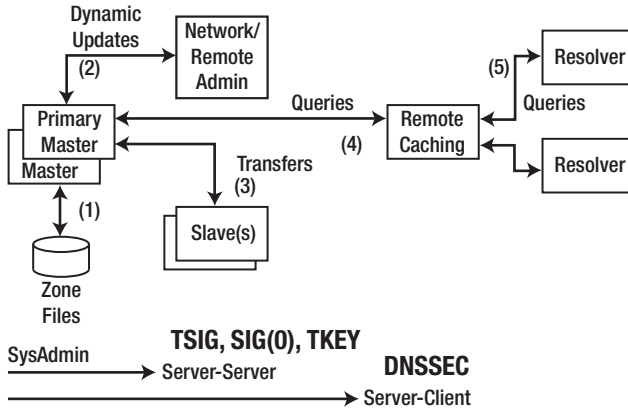 Dynamic
Updates
(2)
Network/
Remote
Admin
(5)
Resolver
Queries
Resolver
Primary
Master
Master
Queries
(4)
Remote
Caching
Transfers
(3)
(1)
Slave(s)
Zone
Files
TSIG, SIG(0), TKEY
SysAdmin
Server-Server
DNSSEC
Server-Client